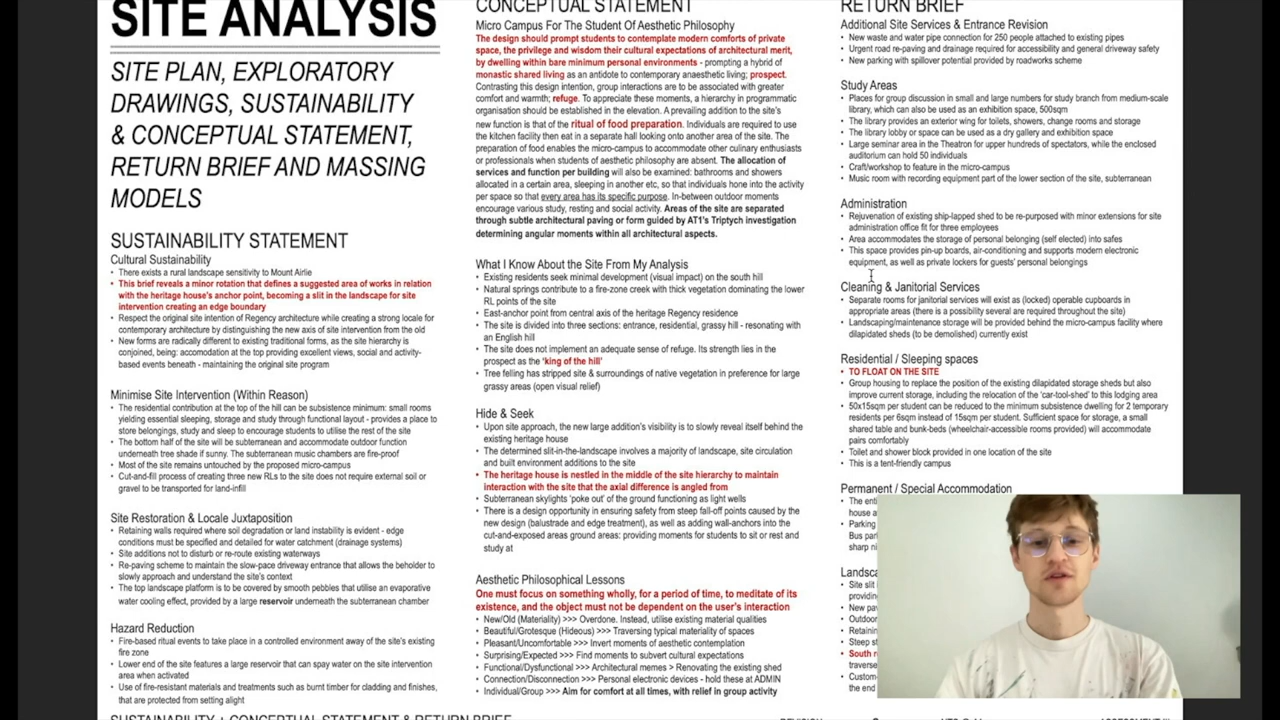 SITE ANALYSIS
SITE PLAN, EXPLORATORY
DRAWINGS, SUSTAINABILITY
& CONCEPTUAL STATEMENT,
RETURN BRIEF AND MASSING
MODELS
SUSTAINABILITY STATEMENT
Cultural Sustainability
• There exists a rural landscape sensitivity to Mount Airlie
• This brief reveals a minor rotation that defines a suggested area of works in relation
with the heritage house's anchor point, becoming a slit in the landscape for site
intervention creating an edge boundary
• Respect the original site intention of Regency architecture while creating a strong locale for
contemporary architecture by distinguishing the new axis of site intervention from the old
• New forms are radically different to existing traditional forms, as the site hierarchy is
conjoined, being: accomodation at the top providing excellent views, social and activity-
based events beneath - maintaining the original site program
Minimise Site Intervention (Within Reason)
• The residential contribution at the top of the hill can be subsistence minimum: small rooms
yielding essential sleeping, storage and study through functional layout - provides a place to
store belongings, study and sleep to encourage students to utilise the rest of the site
• The bottom half of the site will be subterranean and accommodate outdoor function
underneath tree shade if sunny. The subterranean music chambers are fire-proof
• Most of the site remains untouched by the proposed micro-campus
• Cut-and-fill process of creating three new RLs to the site does not require external soil or
gravel to be transported for land-infill
Site Restoration & Locale Juxtaposition
• Retaining walls required where soil degradation or land instability is evident - edge
conditions must be specified and detailed for water catchment (drainage systems)
• Site additions not to disturb or re-route existing waterways
• Re-paving scheme to maintain the slow-pace driveway entrance that allows the beholder to
slowly approach and understand the site's context
• The top landscape platform is to be covered by smooth pebbles that utilise an evaporative
water cooling effect, provided by a large reservoir underneath the subterranean chamber
Hazard Reduction
• Fire-based ritual events to take place in a controlled environment away of the site's existing
fire zone
• Lower end of the site features a large reservoir that can spay water on the site intervention
area when activated
• Use of fire-resistant materials and treatments such as burnt timber for cladding and finishes,
that are protected from setting alight
CONCEPTUAL STATEMENT
Micro Campus For The Student Of Aesthetic Philosophy
The design should prompt students to contemplate modern comforts of private
space, the privilege and wisdom their cultural expectations of architectural merit,
by dwelling within bare minimum personal environments - prompting a hybrid of
monastic shared living as an antidote to contemporary anaesthetic living; prospect.
Contrasting this design intention, group interactions are to be associated with greater
comfort and warmth; refuge. To appreciate these moments, a hierarchy in programmatic
organisation should be established in the elevation. A prevailing addition to the site's
new function is that of the ritual of food preparation. Individuals are required to use
the kitchen facility then eat in a separate hall looking onto another area of the site. The
preparation of food enables the micro-campus to accommodate other culinary enthusiasts
or professionals when students of aesthetic philosophy are absent. The allocation of
services and function per building will also be examined: bathrooms and showers
allocated in a certain area, sleeping in another etc, so that individuals hone into the activity
per space so that every area has its specific purpose. In-between outdoor moments
encourage various study, resting and social activity. Areas of the site are separated
through subtle architectural paving or form guided by AT1's Triptych investigation
determining angular moments within all architectural aspects.
What I Know About the Site From My Analysis
• Existing residents seek minimal development (visual impact) on the south hill
• Natural springs contribute to a fire-zone creek with thick vegetation dominating the lower
RL points of the site
• East-anchor point from central axis of the heritage Regency residence
• The site is divided into three sections: entrance, residential, grassy hill - resonating with
an English hill
• The site does not implement an adequate sense of refuge. Its strength lies in the
prospect as the 'king of the hill'
• Tree felling has stripped site & surroundings of native vegetation in preference for large
grassy areas (open visual relief)
Hide & Seek
• Upon site approach, the new large addition's visibility is to slowly reveal itself behind the
existing heritage house
• The determined slit-in-the-landscape involves a majority of landscape, site circulation
and built environment additions to the site
• The heritage house is nestled in the middle of the site hierarchy to maintain
interaction with the site that the axial difference is angled from
• Subterranean skylights 'poke out' of the ground functioning as light wells
• There is a design opportunity in ensuring safety from steep fall-off points caused by the
new design (balustrade and edge treatment), as well as adding wall-anchors into the
cut-and-exposed areas ground areas: providing moments for students to sit or rest and
study at
Aesthetic Philosophical Lessons
One must focus on something wholly, for a period of time, to meditate of its
existence, and the object must not be dependent on the user's interaction
• New/Old (Materiality) >>> Overdone. Instead, utilise existing material qualities
• Beautiful/Grotesque (Hideous) >>> Traversing typical materiality of spaces
• Pleasant/Uncomfortable >>> Invert moments of aesthetic contemplation
• Surprising/Expected >>> Find moments to subvert cultural expectations
• Functional/Dysfunctional >>> Architectural memes > Renovating the existing shed
• Connection/Disconnection >>> Personal electronic devices - hold these at ADMIN
• Individual/Group >>> Aim for comfort at all times, with relief in group activity
RETURN BRIEF
Additional Site Services & Entrance Revision
• New waste and water pipe connection for 250 people attached to existing pipes
• Urgent road re-paving and drainage required for accessibility and general driveway safety
• New parking with spillover potential provided by roadworks scheme
Study Areas
• Places for group discussion in small and large numbers for study branch from medium-scale
library, which can also be used as an exhibition space, 500sqm
• The library provides an exterior wing for toilets, showers, change rooms and storage
• The library lobby or space can be used as a dry gallery and exhibition space
• Large seminar area in the Theatron for upper hundreds of spectators, while the enclosed
auditorium can hold 50 individuals
• Craft/workshop to feature in the micro-campus
• Music room with recording equipment part of the lower section of the site, subterranean
Administration
• Rejuvenation of existing ship-lapped shed to be re-purposed with minor extensions for site
administration office fit for three employees
• Area accommodates the storage of personal belonging (self elected) into safes
• This space provides pin-up boards, air-conditioning and supports modern electronic
equipment, as well as private lockers for guests' personal belongings
Cleaning & Janitorial Services
• Separate rooms for janitorial services will exist as (locked) operable cupboards in
appropriate areas (there is a possibility several are required throughout the site)
• Landscaping/maintenance storage will be provided behind the micro-campus facility where
dilapidated sheds (to be demolished) currently exist
Residential / Sleeping spaces
• TO FLOAT ON THE SITE
• Group housing to replace the position of the existing dilapidated storage sheds but also
improve current storage, including the relocation of the 'car-tool-shed' to this lodging area
• 50x15sqm per student can be reduced to the minimum subsistence dwelling for 2 temporary
residents per 6sqm instead of 15sqm per student. Sufficient space for storage, a small
shared table and bunk-beds (wheelchair-accessible rooms provided) will accommodate
pairs comfortably
• Toilet and shower block provided in one location of the site
• This is a tent-friendly campus
Permanent / Special Accommodation
• The
house
• Parking
Bus
sharp
• Site slit
providing
• New
• Outdoor
• Steep
• South
traverse
• Custom
the end
SUSTAINABILITY + CONCEPTUAL STATEMENT & RETURN BRIEF